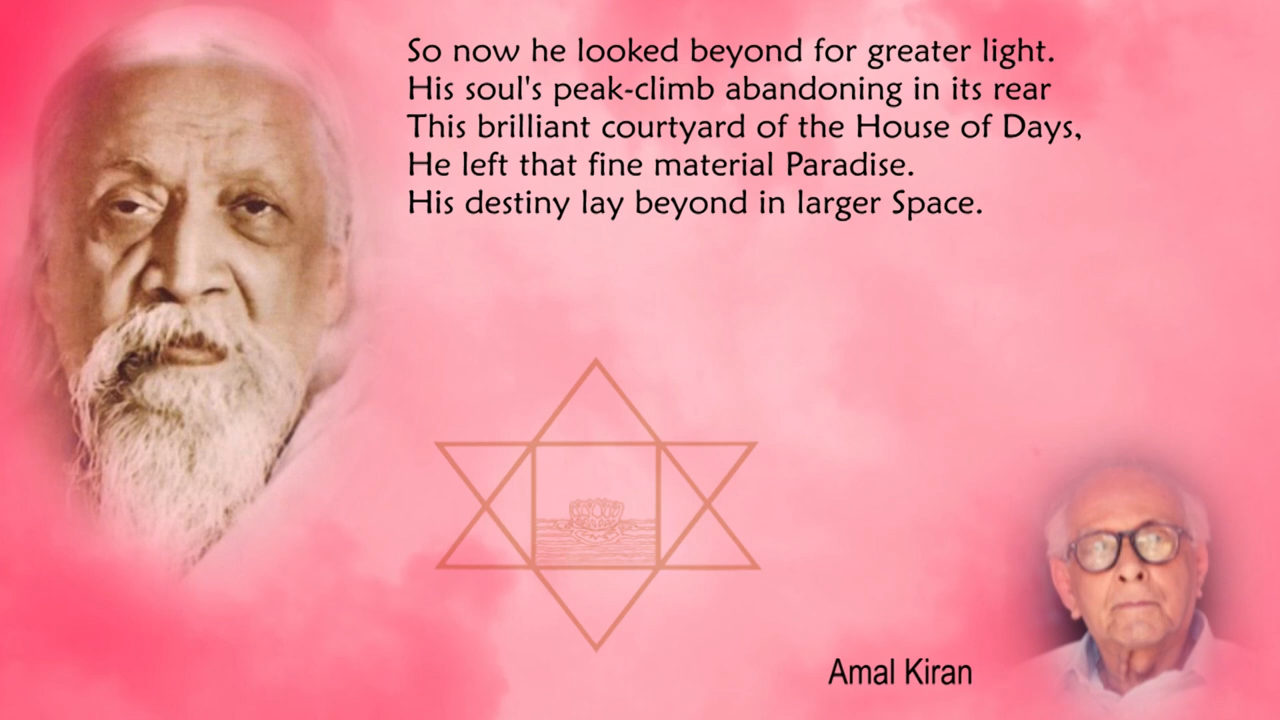 So now he looked beyond for greater light.
His soul's peak-climb abandoning in its rear
This brilliant courtyard of the House of Days,
He left that fine material Paradise.
His destiny lay beyond in larger Space.
Amal Kiran